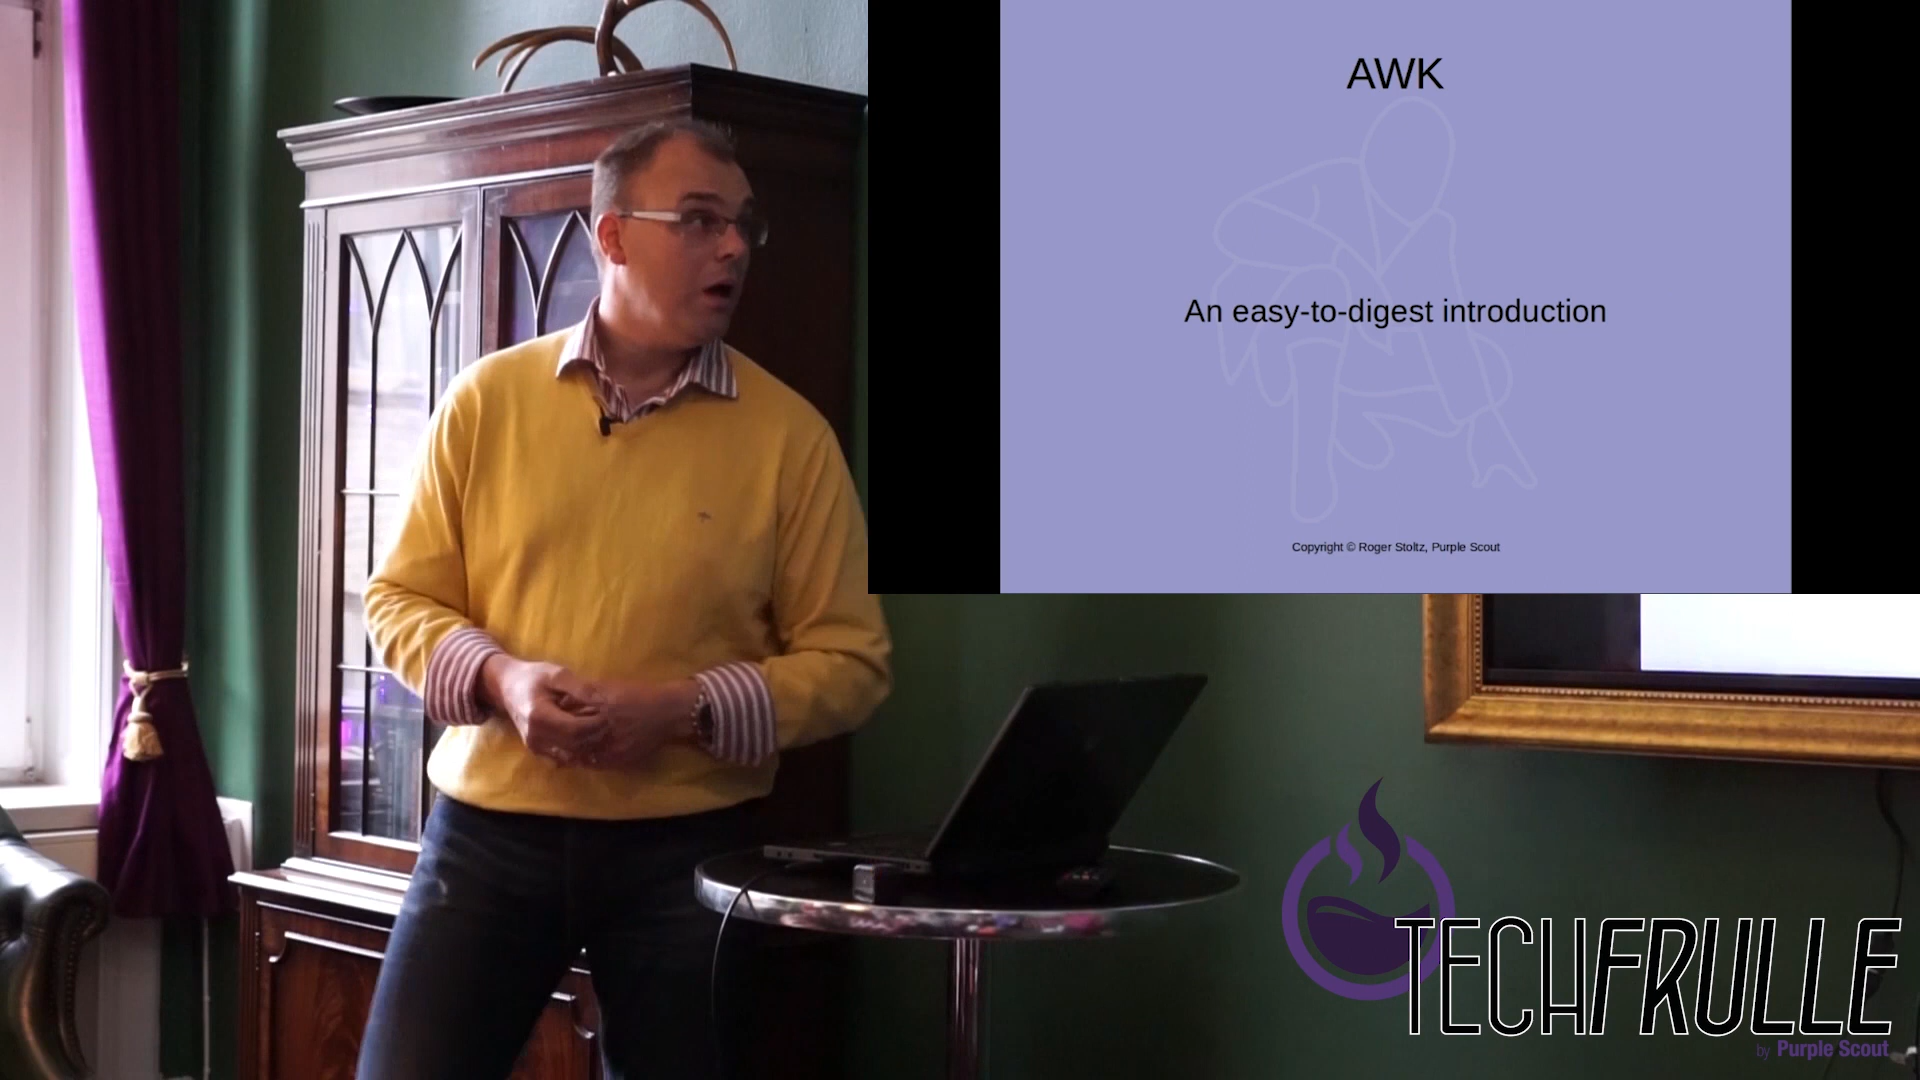 AWK
An easy-to-digest introduction
Copyright © Roger Stoltz, Purple Scout
TECHFRULLE
by Purple Scout